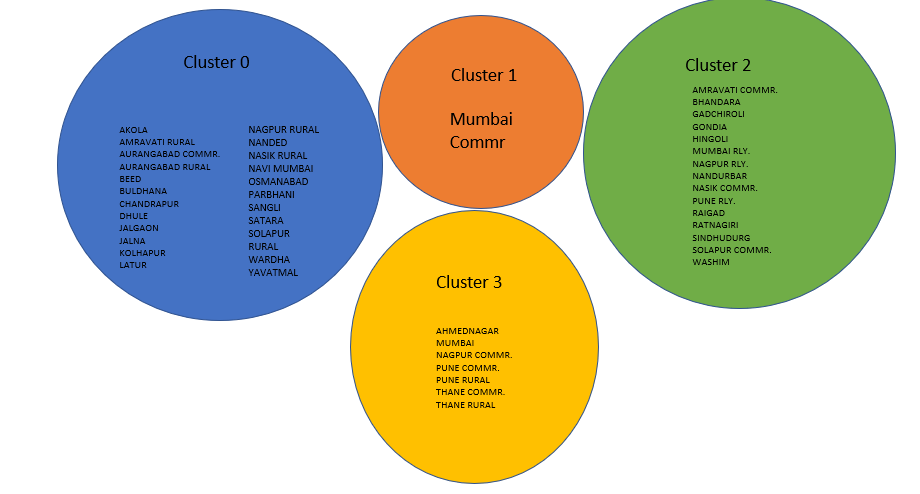 Cluster 0
AKOLA
AMRAVATI RURAL
AURANGABAD COMMR.
AURANGABAD RURAL
BEED
BULDHANA
CHANDRAPUR
DHULE
JALGAON
JALNA
KOLHAPUR
LATUR
NAGPUR RURAL
NANDED
NASIK RURAL
NAVI MUMBAI
OSMANABAD
PARBHANI
SANGLI
SATARA
SOLAPUR
RURAL
WARDHA
YAVATMAL
Cluster 1
Mumbai
Commr
Cluster 2
AMRAVATI COMMR.
BHANDARA
GADCHIROLI
GONDIA
HINGOLI
MUMBAI RLY.
NAGPUR RLY.
NANDURBAR
NASIK COMMR.
PUNE RLY.
RAIGAD
RATNAGIRI
SINDHUDURG
SOLAPUR COMMR.
WASHIM
Cluster 3
AHMEDNAGAR
MUMBAI
NAGPUR COMMR.
PUNE COMMR.
PUNE RURAL
THANE COMMR.
THANE RURAL